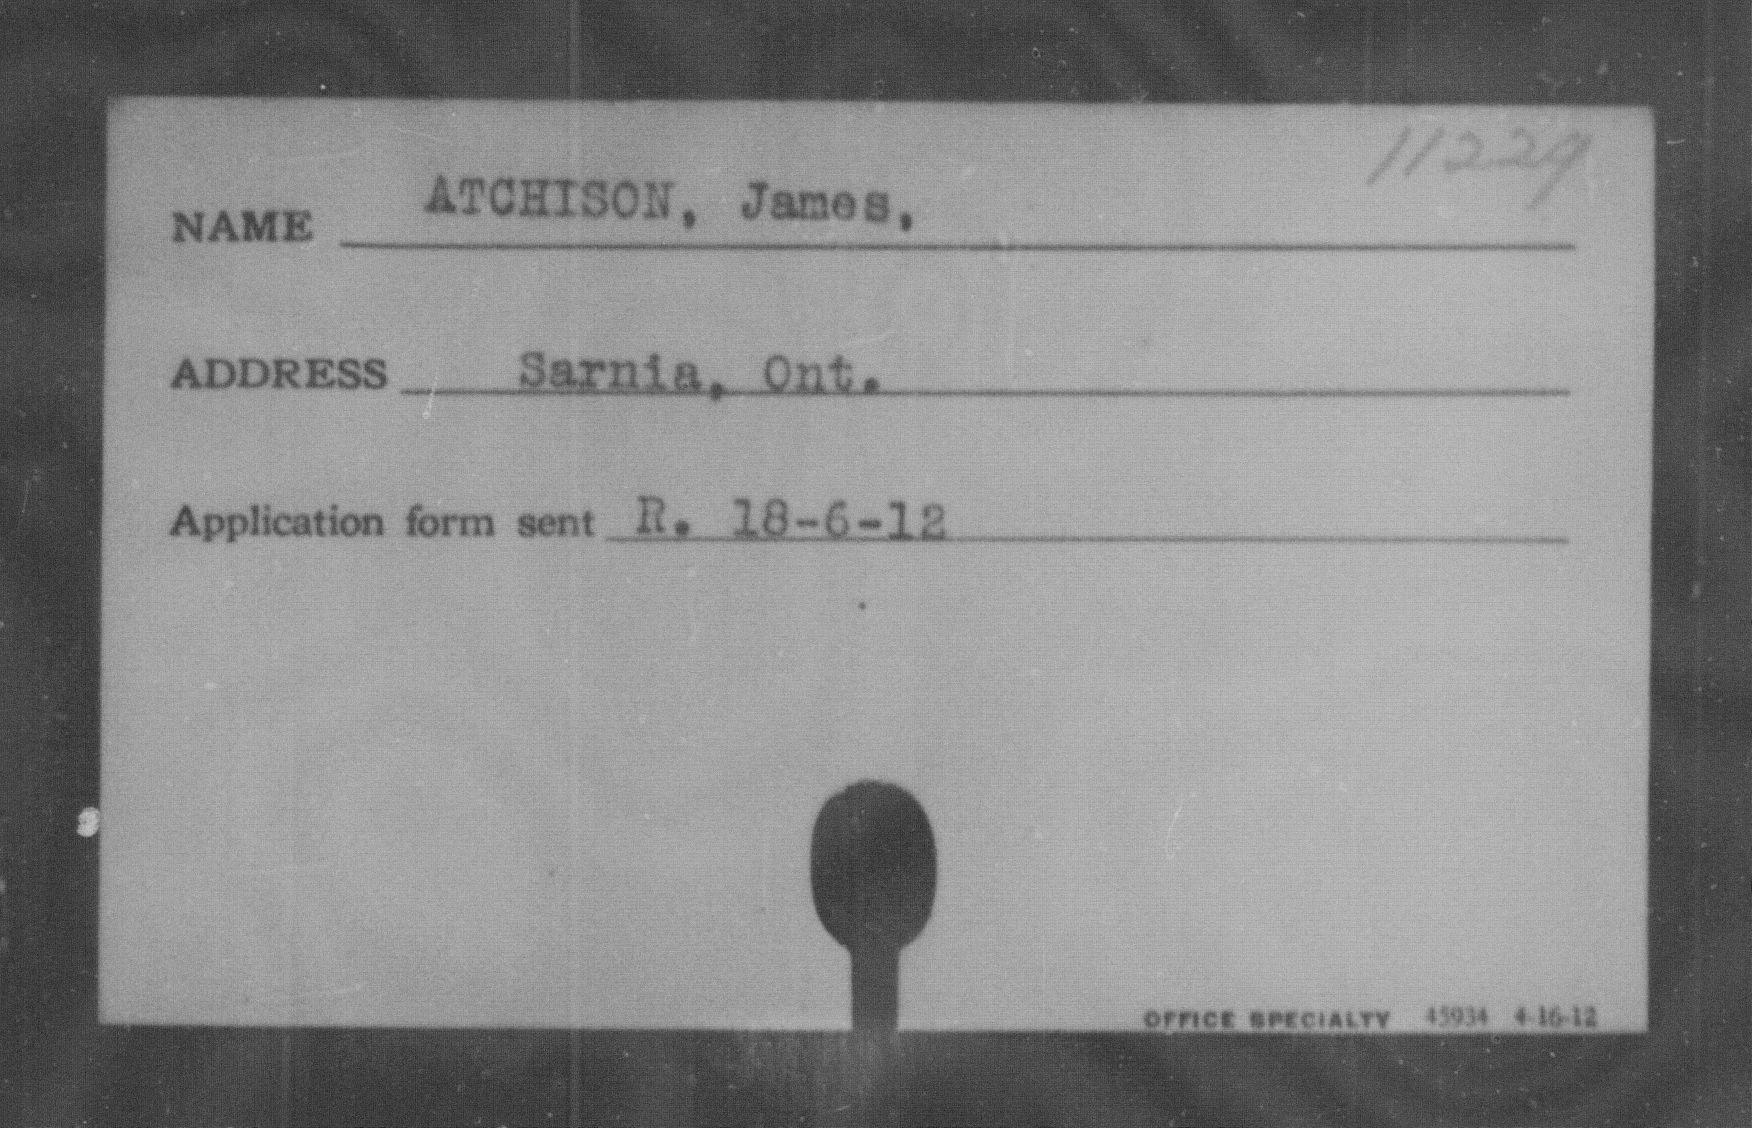 11229
NAME ATCHISON, James,
ADDRESS Sarnia, Ont.
Application form sent R. 18-6-12
OFFICE SPECIALTY 45934 4-16-12